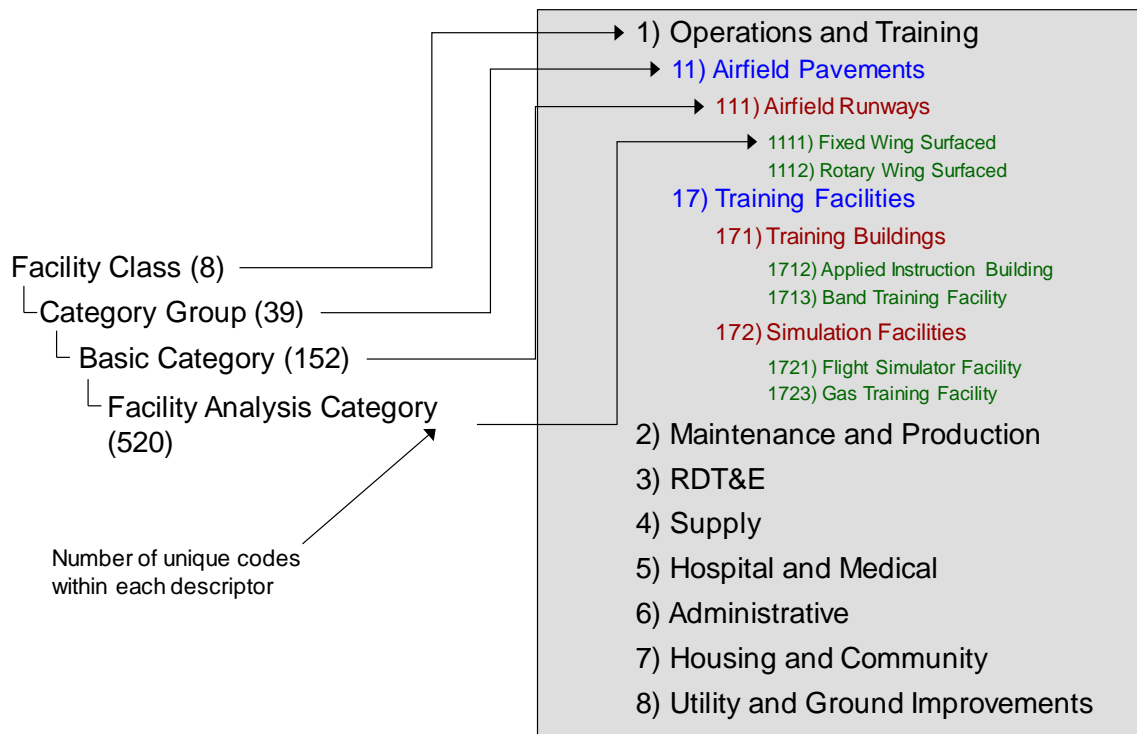 Facility Class (8)
Category Group (39)
Basic Category (152)
Facility Analysis Category
(520)
Number of unique codes
within each descriptor
1) Operations and Training
11) Airfield Pavements
111) Airfield Runways
1111) Fixed Wing Surfaced
1112) Rotary Wing Surfaced
17) Training Facilities
171) Training Buildings
1712) Applied Instruction Building
1713) Band Training Facility
172) Simulation Facilities
1721) Flight Simulator Facility
1723) Gas Training Facility
2) Maintenance and Production
3) RDT&E
4) Supply
5) Hospital and Medical
6) Administrative
7) Housing and Community
8) Utility and Ground Improvements